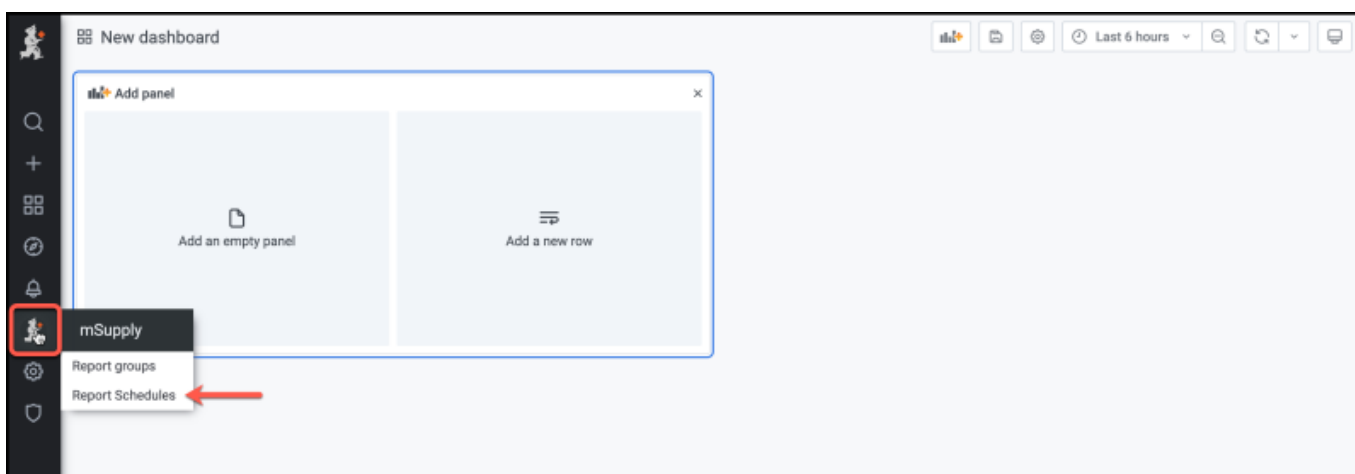 New dashboard
Last 6 hours
Add panel
Add an empty panel
Add a new row
mSupply
Report groups
Report Schedules